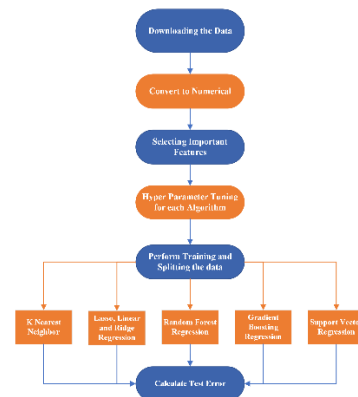 Downloading the Data
Convert to Numerical
Selecting Important
Features
Hyper Parameter Tuning
for each Algorithm
Perform Training and
Splitting the data
K Nearest
Neighbor
Lasso, Linear
and Ridge
Regression
Random Forest
Regression
Gradient
Boosting
Regression
Support Vector
Regression
Calculate Test Error